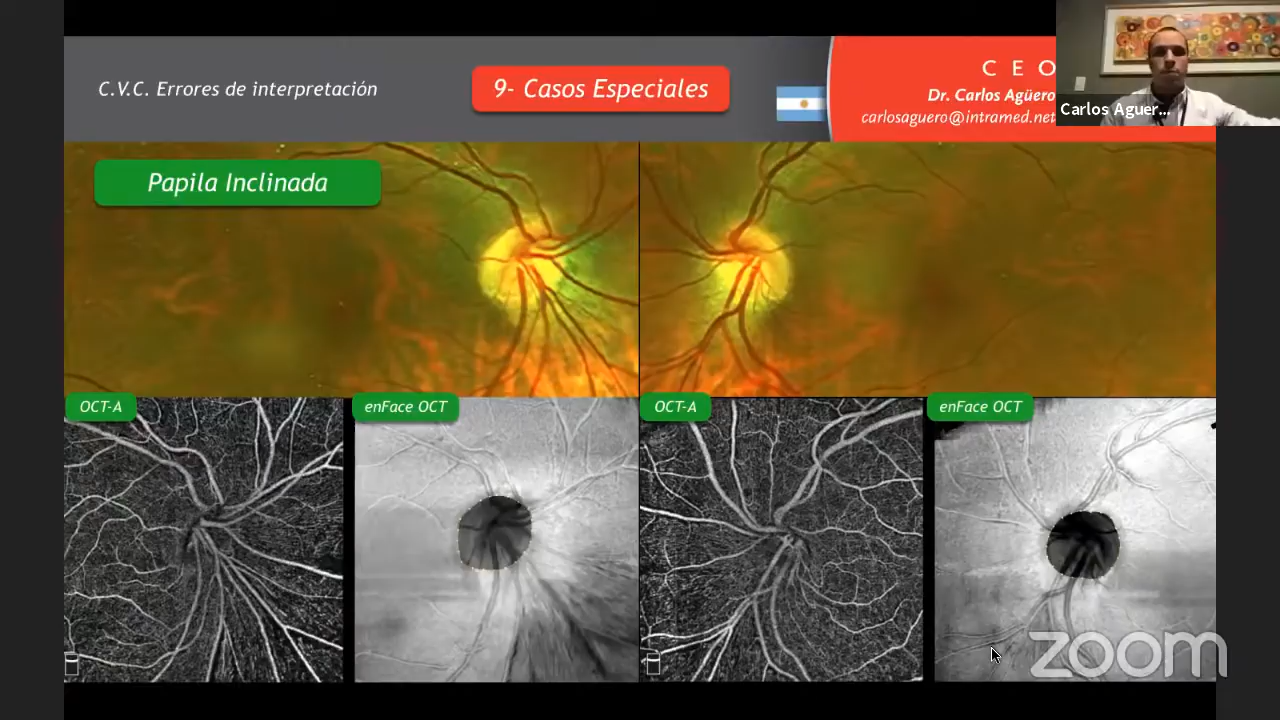 C.V.C. Errores de interpretación
9- Casos Especiales
C E O
Dr. Carlos Agüero
carlosaguero@intramed.net
Carlos Aguer...
Papila Inclinada
OCT-A
enFace OCT
OCT-A
enFace OCT
zoom